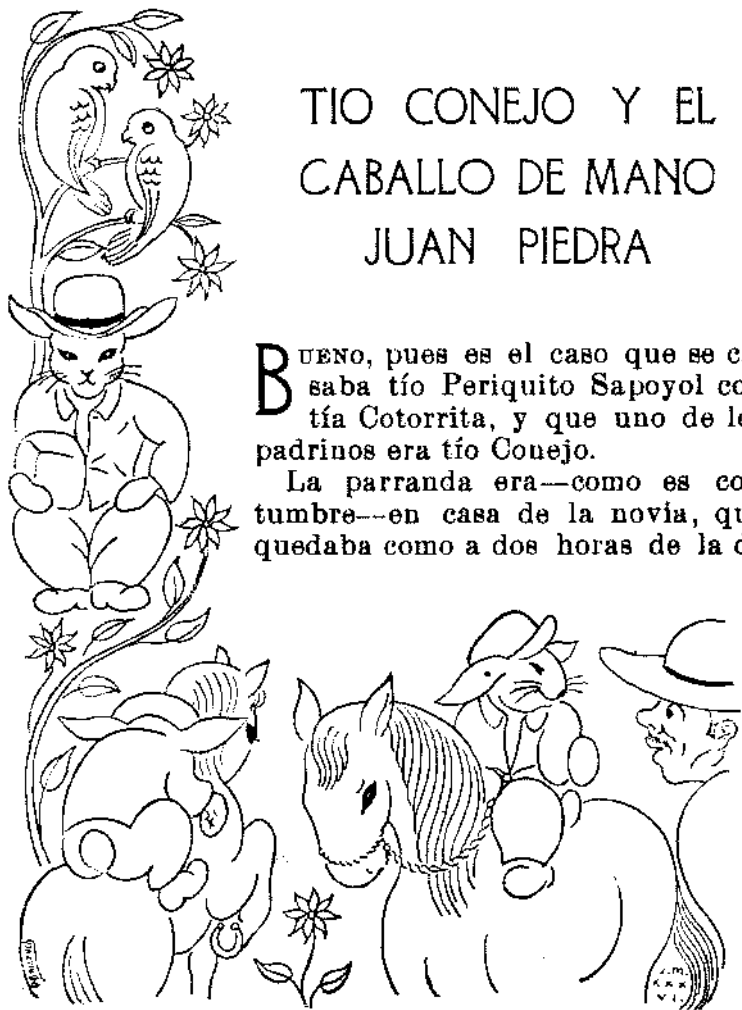 TIO CONEJO Y EL
CABALLO DE MANO
JUAN PIEDRA
BUENO, pues es el caso que se c
saba tío Periquito Sapoyol co
tía Cotorrita, y que uno de l
padrinos era tío Conejo.
La parranda era—como es co
tumbre—en casa de la novia, qu
quedaba como a dos horas de la d
J.M.
XXX
VI.